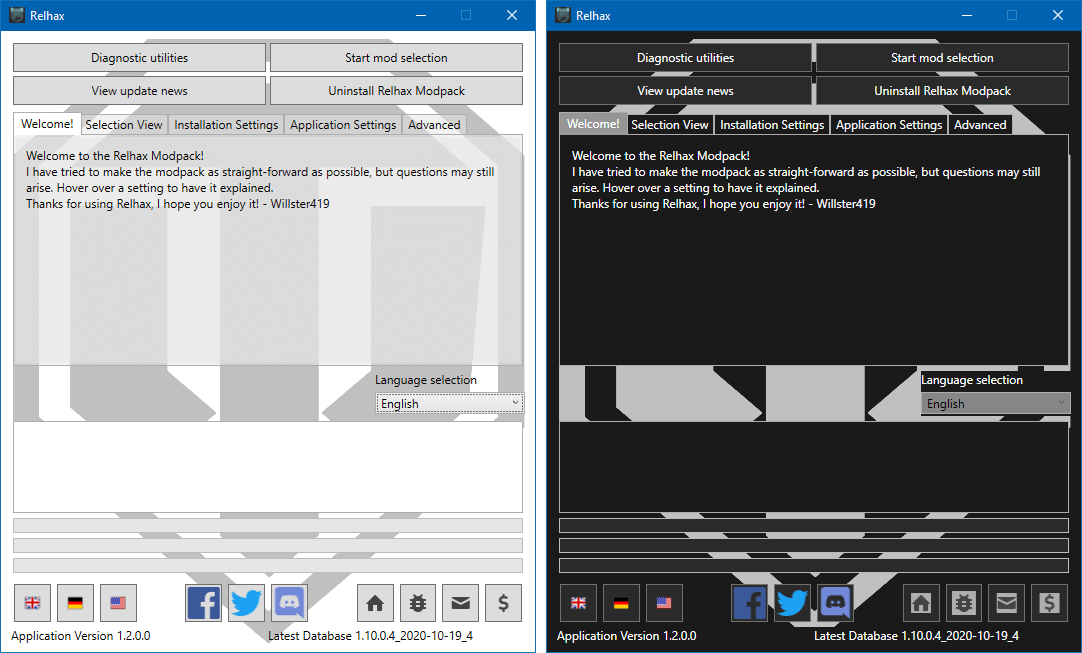 Relhax
Diagnostic utilities
Start mod selection
View update news
Uninstall Relhax Modpack
Welcome! Selection View Installation Settings Application Settings Advanced
Welcome to the Relhax Modpack!
I have tried to make the modpack as straight-forward as possible, but questions may still
arise. Hover over a setting to have it explained.
Thanks for using Relhax, I hope you enjoy it! - Willster419
Language selection
English
Application Version 1.2.0.0
Latest Database 1.10.0.4_2020-10-19_4
Relhax
Diagnostic utilities
Start mod selection
View update news
Uninstall Relhax Modpack
Welcome! Selection View Installation Settings Application Settings Advanced
Welcome to the Relhax Modpack!
I have tried to make the modpack as straight-forward as possible, but questions may still
arise. Hover over a setting to have it explained.
Thanks for using Relhax, I hope you enjoy it! - Willster419
Language selection
English
Application Version 1.2.0.0
Latest Database 1.10.0.4_2020-10-19_4